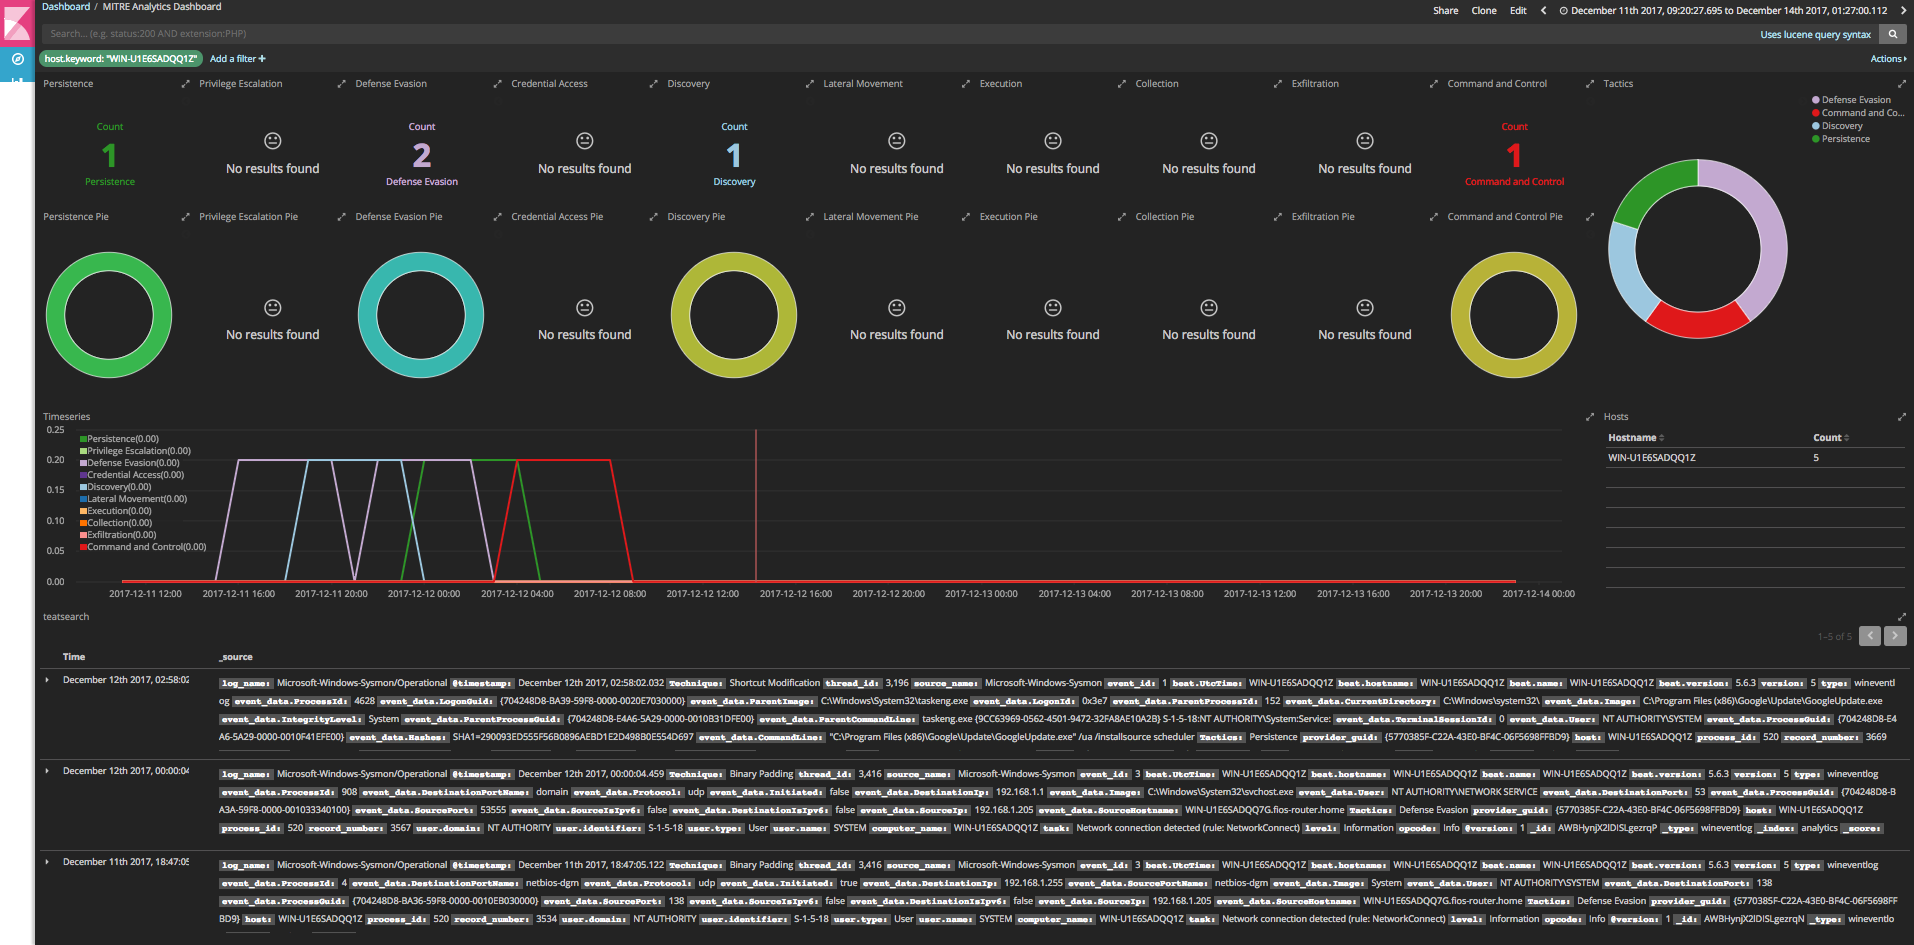 Dashboard / MITRE Analytics Dashboard
Share Clone Edit December 11th 2017, 09:20:27.695 to December 14th 2017, 01:27:00.112
Search... (e.g. status:200 AND extension:PHP) Uses lucene query syntax
host.keyword: "WIN-U1E6SADQQ1Z" Add a filter + Actions
Persistence Privilege Escalation Defense Evasion Credential Access Discovery Lateral Movement Execution Collection Exfiltration Command and Control Tactics
Defense Evasion
Command and Co...
Discovery
Persistence
Count Count Count Count
1 No results found 2 No results found 1 No results found No results found No results found No results found 1
Persistence Defense Evasion Discovery Command and Control
Persistence Pie Privilege Escalation Pie Defense Evasion Pie Credential Access Pie Discovery Pie Lateral Movement Pie Execution Pie Collection Pie Exfiltration Pie Command and Control Pie
No results found No results found No results found No results found No results found No results found
Timeseries
0.25
0.20
0.15
0.10
0.05
0.00
Persistence(0.00)
Privilege Escalation(0.00)
Defense Evasion(0.00)
Credential Access(0.00)
Discovery(0.00)
Lateral Movement(0.00)
Execution(0.00)
Collection(0.00)
Exfiltration(0.00)
Command and Control(0.00)
2017-12-11 12:00 2017-12-11 16:00 2017-12-11 20:00 2017-12-12 00:00 2017-12-12 04:00 2017-12-12 08:00 2017-12-12 12:00 2017-12-12 16:00 2017-12-12 20:00 2017-12-13 00:00 2017-12-13 04:00 2017-12-13 08:00 2017-12-13 12:00 2017-12-13 16:00 2017-12-13 20:00 2017-12-14 00:00
Hosts
Hostname Count
WIN-U1E6SADQQ1Z 5
teatsearch
1–5 of 5
Time _source
December 12th 2017, 02:58:02 log_name: Microsoft-Windows-Sysmon/Operational @timestamp: December 12th 2017, 02:58:02.032 Technique: Shortcut Modification thread_id: 3,196 source_name: Microsoft-Windows-Sysmon event_id: 1 beat.UtcTime: WIN-U1E6SADQQ1Z beat.hostname: WIN-U1E6SADQQ1Z beat.name: WIN-U1E6SADQQ1Z beat.version: 5.6.3 version: 5 type: wineventl
og event_data.ProcessId: 4628 event_data.LogonGuid: {704248D8-BA39-59F8-0000-0020E7030000} event_data.ParentImage: C:\Windows\System32\taskeng.exe event_data.LogonId: 0x3e7 event_data.ParentProcessId: 152 event_data.CurrentDirectory: C:\Windows\system32\ event_data.Image: C:\Program Files (x86)\Google\Update\GoogleUpdate.exe
event_data.IntegrityLevel: System event_data.ParentProcessGuid: {704248D8-E4A6-5A29-0000-0010B31DFE00} event_data.ParentCommandLine: taskeng.exe {9CC63969-0562-4501-9472-32FA8AE10A2B} S-1-5-18:NT AUTHORITY\System:Service: event_data.TerminalSessionId: 0 event_data.User: NT AUTHORITY\SYSTEM event_data.ProcessGuid: {704248D8-E4
A6-5A29-0000-0010F41EFE00} event_data.Hashes: SHA1=290093ED555F56B0896AEBD1E2D498B0E554D697 event_data.CommandLine: "C:\Program Files (x86)\Google\Update\GoogleUpdate.exe" /ua /installsource scheduler Tactics: Persistence provider_guid: {5770385F-C22A-43E0-BF4C-06F5698FFBD9} host: WIN-U1E6SADQQ1Z process_id: 520 record_number: 3669
December 12th 2017, 00:00:04 log_name: Microsoft-Windows-Sysmon/Operational @timestamp: December 12th 2017, 00:00:04.459 Technique: Binary Padding thread_id: 3,416 source_name: Microsoft-Windows-Sysmon event_id: 3 beat.UtcTime: WIN-U1E6SADQQ1Z beat.hostname: WIN-U1E6SADQQ1Z beat.name: WIN-U1E6SADQQ1Z beat.version: 5.6.3 version: 5 type: wineventlog
event_data.ProcessId: 908 event_data.DestinationPortName: domain event_data.Protocol: udp event_data.Initiated: false event_data.DestinationIp: 192.168.1.1 event_data.Image: C:\Windows\System32\svchost.exe event_data.User: NT AUTHORITY\NETWORK SERVICE event_data.DestinationPort: 53 event_data.ProcessGuid: {704248D8-B
A3A-59F8-0000-001033340100} event_data.SourcePort: 53555 event_data.SourceIsIpv6: false event_data.DestinationIsIpv6: false event_data.SourceIp: 192.168.1.205 event_data.SourceHostname: WIN-U1E6SADQQ7G.fios-router.home Tactics: Defense Evasion provider_guid: {5770385F-C22A-43E0-BF4C-06F5698FFBD9} host: WIN-U1E6SADQQ1Z
process_id: 520 record_number: 3567 user.domain: NT AUTHORITY user.identifier: S-1-5-18 user.type: User user.name: SYSTEM computer_name: WIN-U1E6SADQQ1Z task: Network connection detected (rule: NetworkConnect) level: Information opcode: Info @version: 1 _id: AWBHynjX2lDISLgezrqP _type: wineventlog _index: analytics _score:
December 11th 2017, 18:47:05 log_name: Microsoft-Windows-Sysmon/Operational @timestamp: December 11th 2017, 18:47:05.122 Technique: Binary Padding thread_id: 3,416 source_name: Microsoft-Windows-Sysmon event_id: 3 beat.UtcTime: WIN-U1E6SADQQ1Z beat.hostname: WIN-U1E6SADQQ1Z beat.name: WIN-U1E6SADQQ1Z beat.version: 5.6.3 version: 5 type: wineventlog
event_data.ProcessId: 4 event_data.DestinationPortName: netbios-dgm event_data.Protocol: udp event_data.Initiated: true event_data.DestinationIp: 192.168.1.255 event_data.SourcePortName: netbios-dgm event_data.Image: System event_data.User: NT AUTHORITY\SYSTEM event_data.DestinationPort: 138
event_data.ProcessGuid: {704248D8-BA36-59F8-0000-0010EB030000} event_data.SourcePort: 138 event_data.SourceIsIpv6: false event_data.DestinationIsIpv6: false event_data.SourceIp: 192.168.1.205 event_data.SourceHostname: WIN-U1E6SADQQ7G.fios-router.home Tactics: Defense Evasion provider_guid: {5770385F-C22A-43E0-BF4C-06F5698FF
BD9} host: WIN-U1E6SADQQ1Z process_id: 520 record_number: 3534 user.domain: NT AUTHORITY user.identifier: S-1-5-18 user.type: User user.name: SYSTEM computer_name: WIN-U1E6SADQQ1Z task: Network connection detected (rule: NetworkConnect) level: Information opcode: Info @version: 1 _id: AWBHynjX2lDISLgezrqN _type: wineventlo